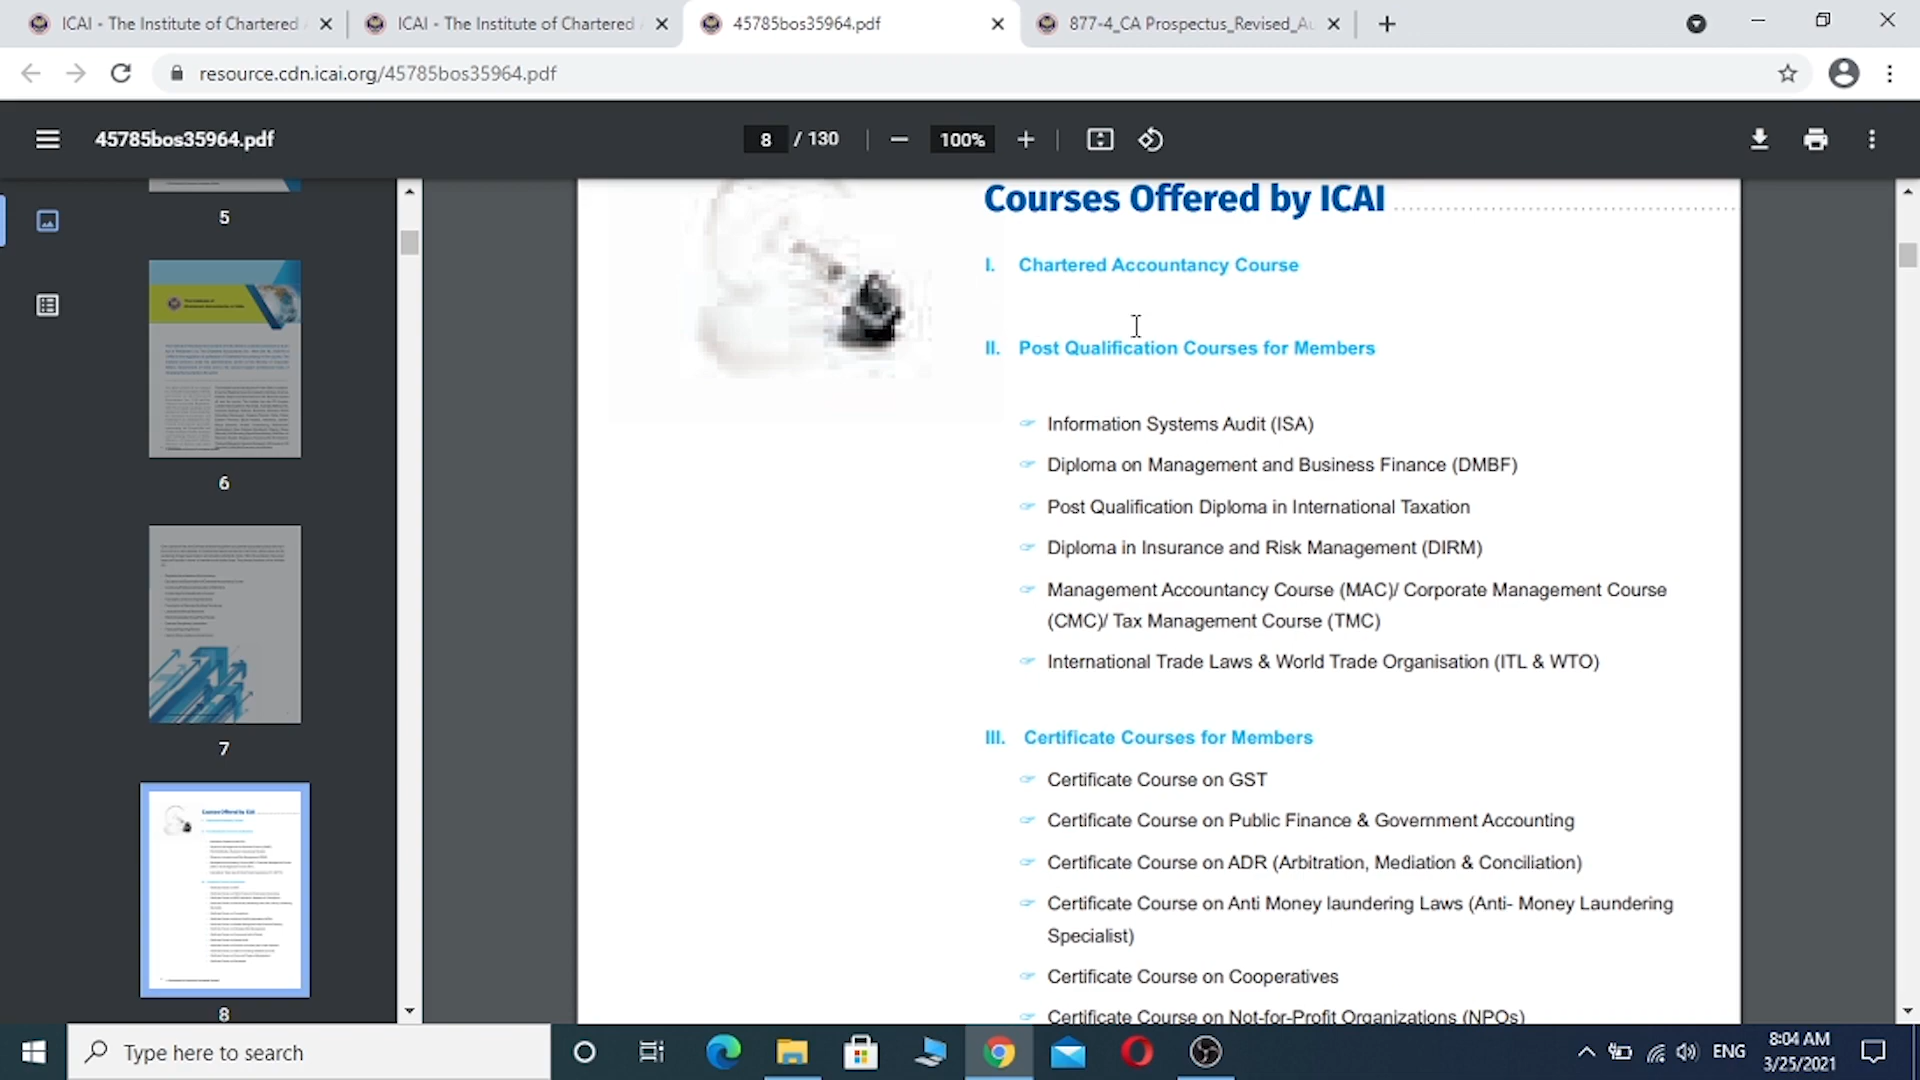 ICAI - The Institute of Chartered
ICAI - The Institute of Chartered
45785bos35964.pdf
877-4_CA Prospectus_Revised_Au
resource.cdn.icai.org/45785bos35964.pdf
45785bos35964.pdf
8 / 130
100%
5
6
7
8
Courses Offered by ICAI
I. Chartered Accountancy Course
II. Post Qualification Courses for Members
Information Systems Audit (ISA)
Diploma on Management and Business Finance (DMBF)
Post Qualification Diploma in International Taxation
Diploma in Insurance and Risk Management (DIRM)
Management Accountancy Course (MAC)/ Corporate Management Course
(CMC)/ Tax Management Course (TMC)
International Trade Laws & World Trade Organisation (ITL & WTO)
III. Certificate Courses for Members
Certificate Course on GST
Certificate Course on Public Finance & Government Accounting
Certificate Course on ADR (Arbitration, Mediation & Conciliation)
Certificate Course on Anti Money laundering Laws (Anti- Money Laundering
Specialist)
Certificate Course on Cooperatives
Certificate Course on Not-for-Profit Organizations (NPOs)
Courses Offered by ICAI
Type here to search
ENG
8:04 AM
3/25/2021